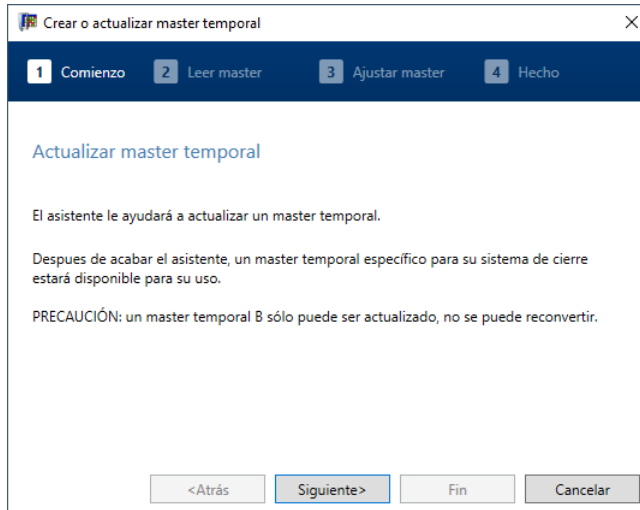 Crear o actualizar master temporal
1 Comienzo 2 Leer master 3 Ajustar master 4 Hecho
Actualizar master temporal
El asistente le ayudará a actualizar un master temporal.
Despues de acabar el asistente, un master temporal específico para su sistema de cierre
estará disponible para su uso.
PRECAUCIÓN: un master temporal B sólo puede ser actualizado, no se puede reconvertir.
<Atrás Siguiente> Fin Cancelar